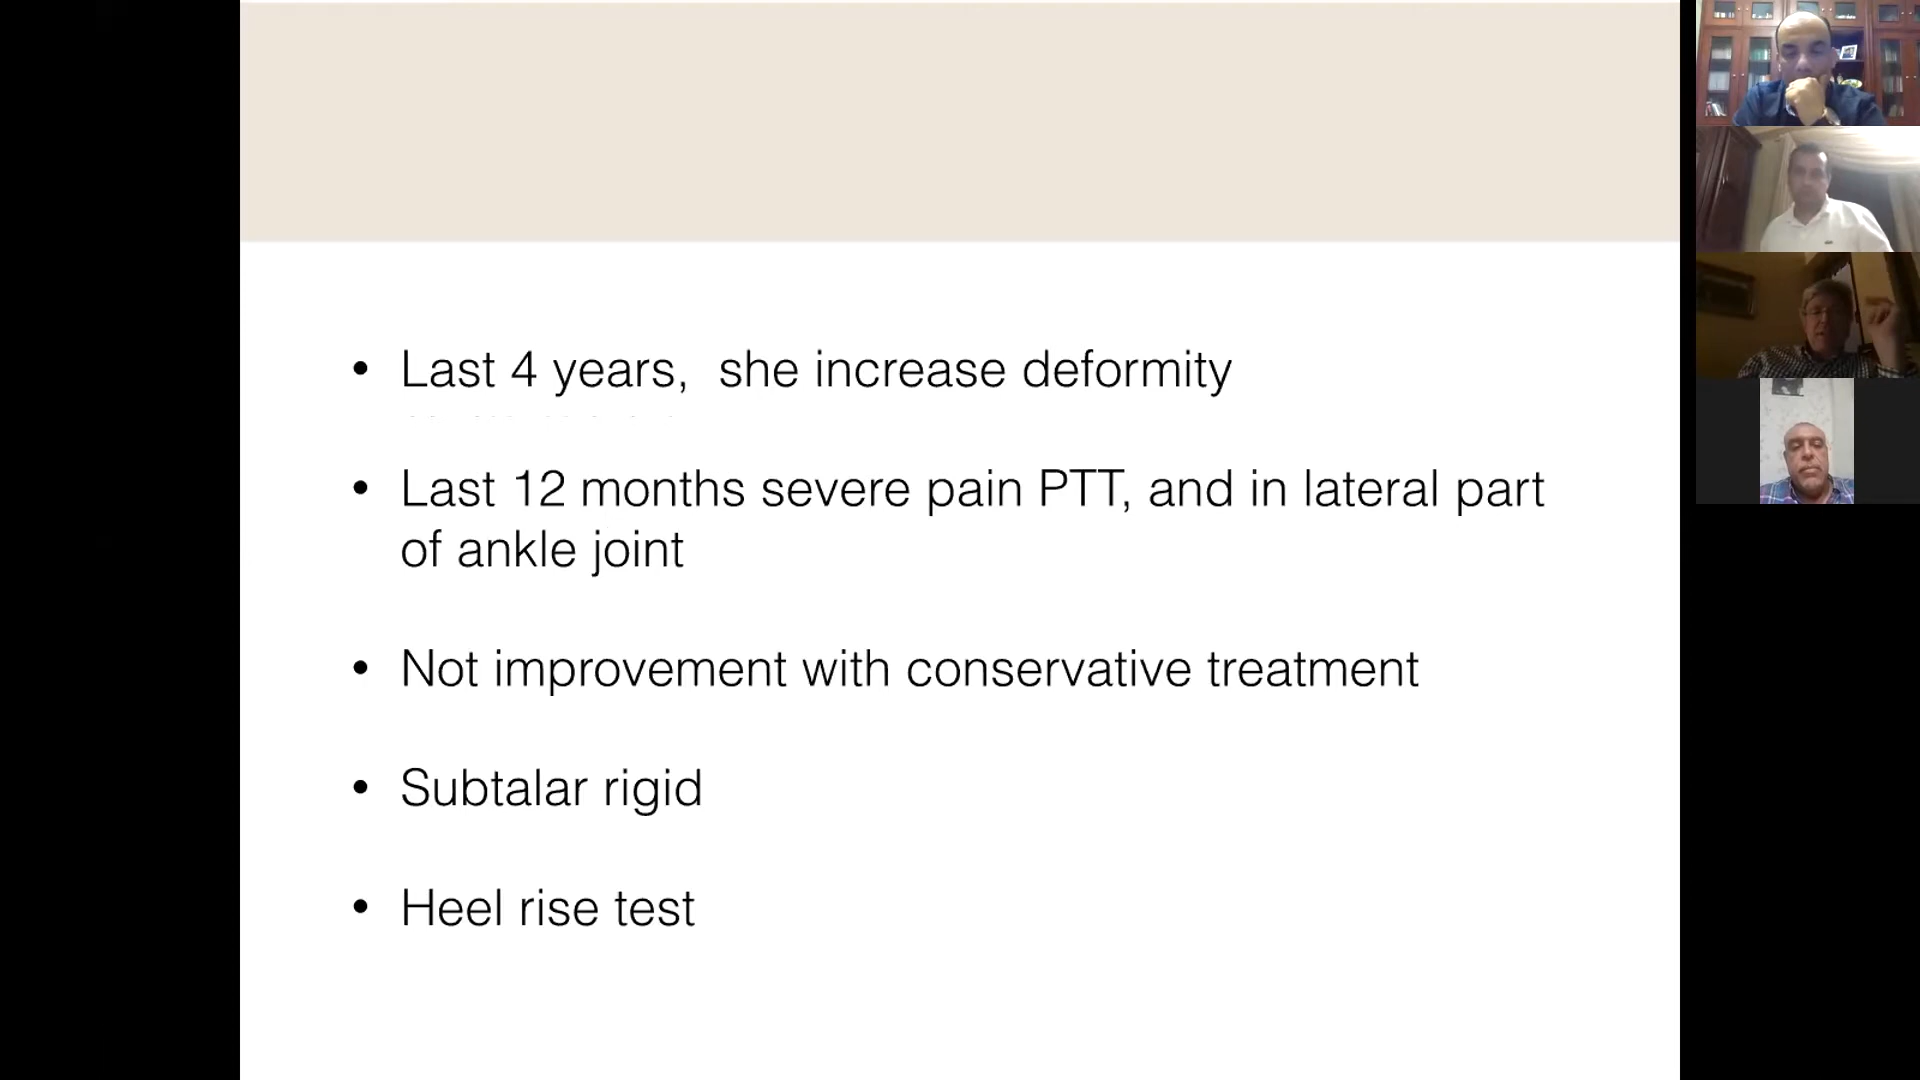 • Last 4 years, she increase deformity
• Last 12 months severe pain PTT, and in lateral part
of ankle joint
• Not improvement with conservative treatment
• Subtalar rigid
• Heel rise test